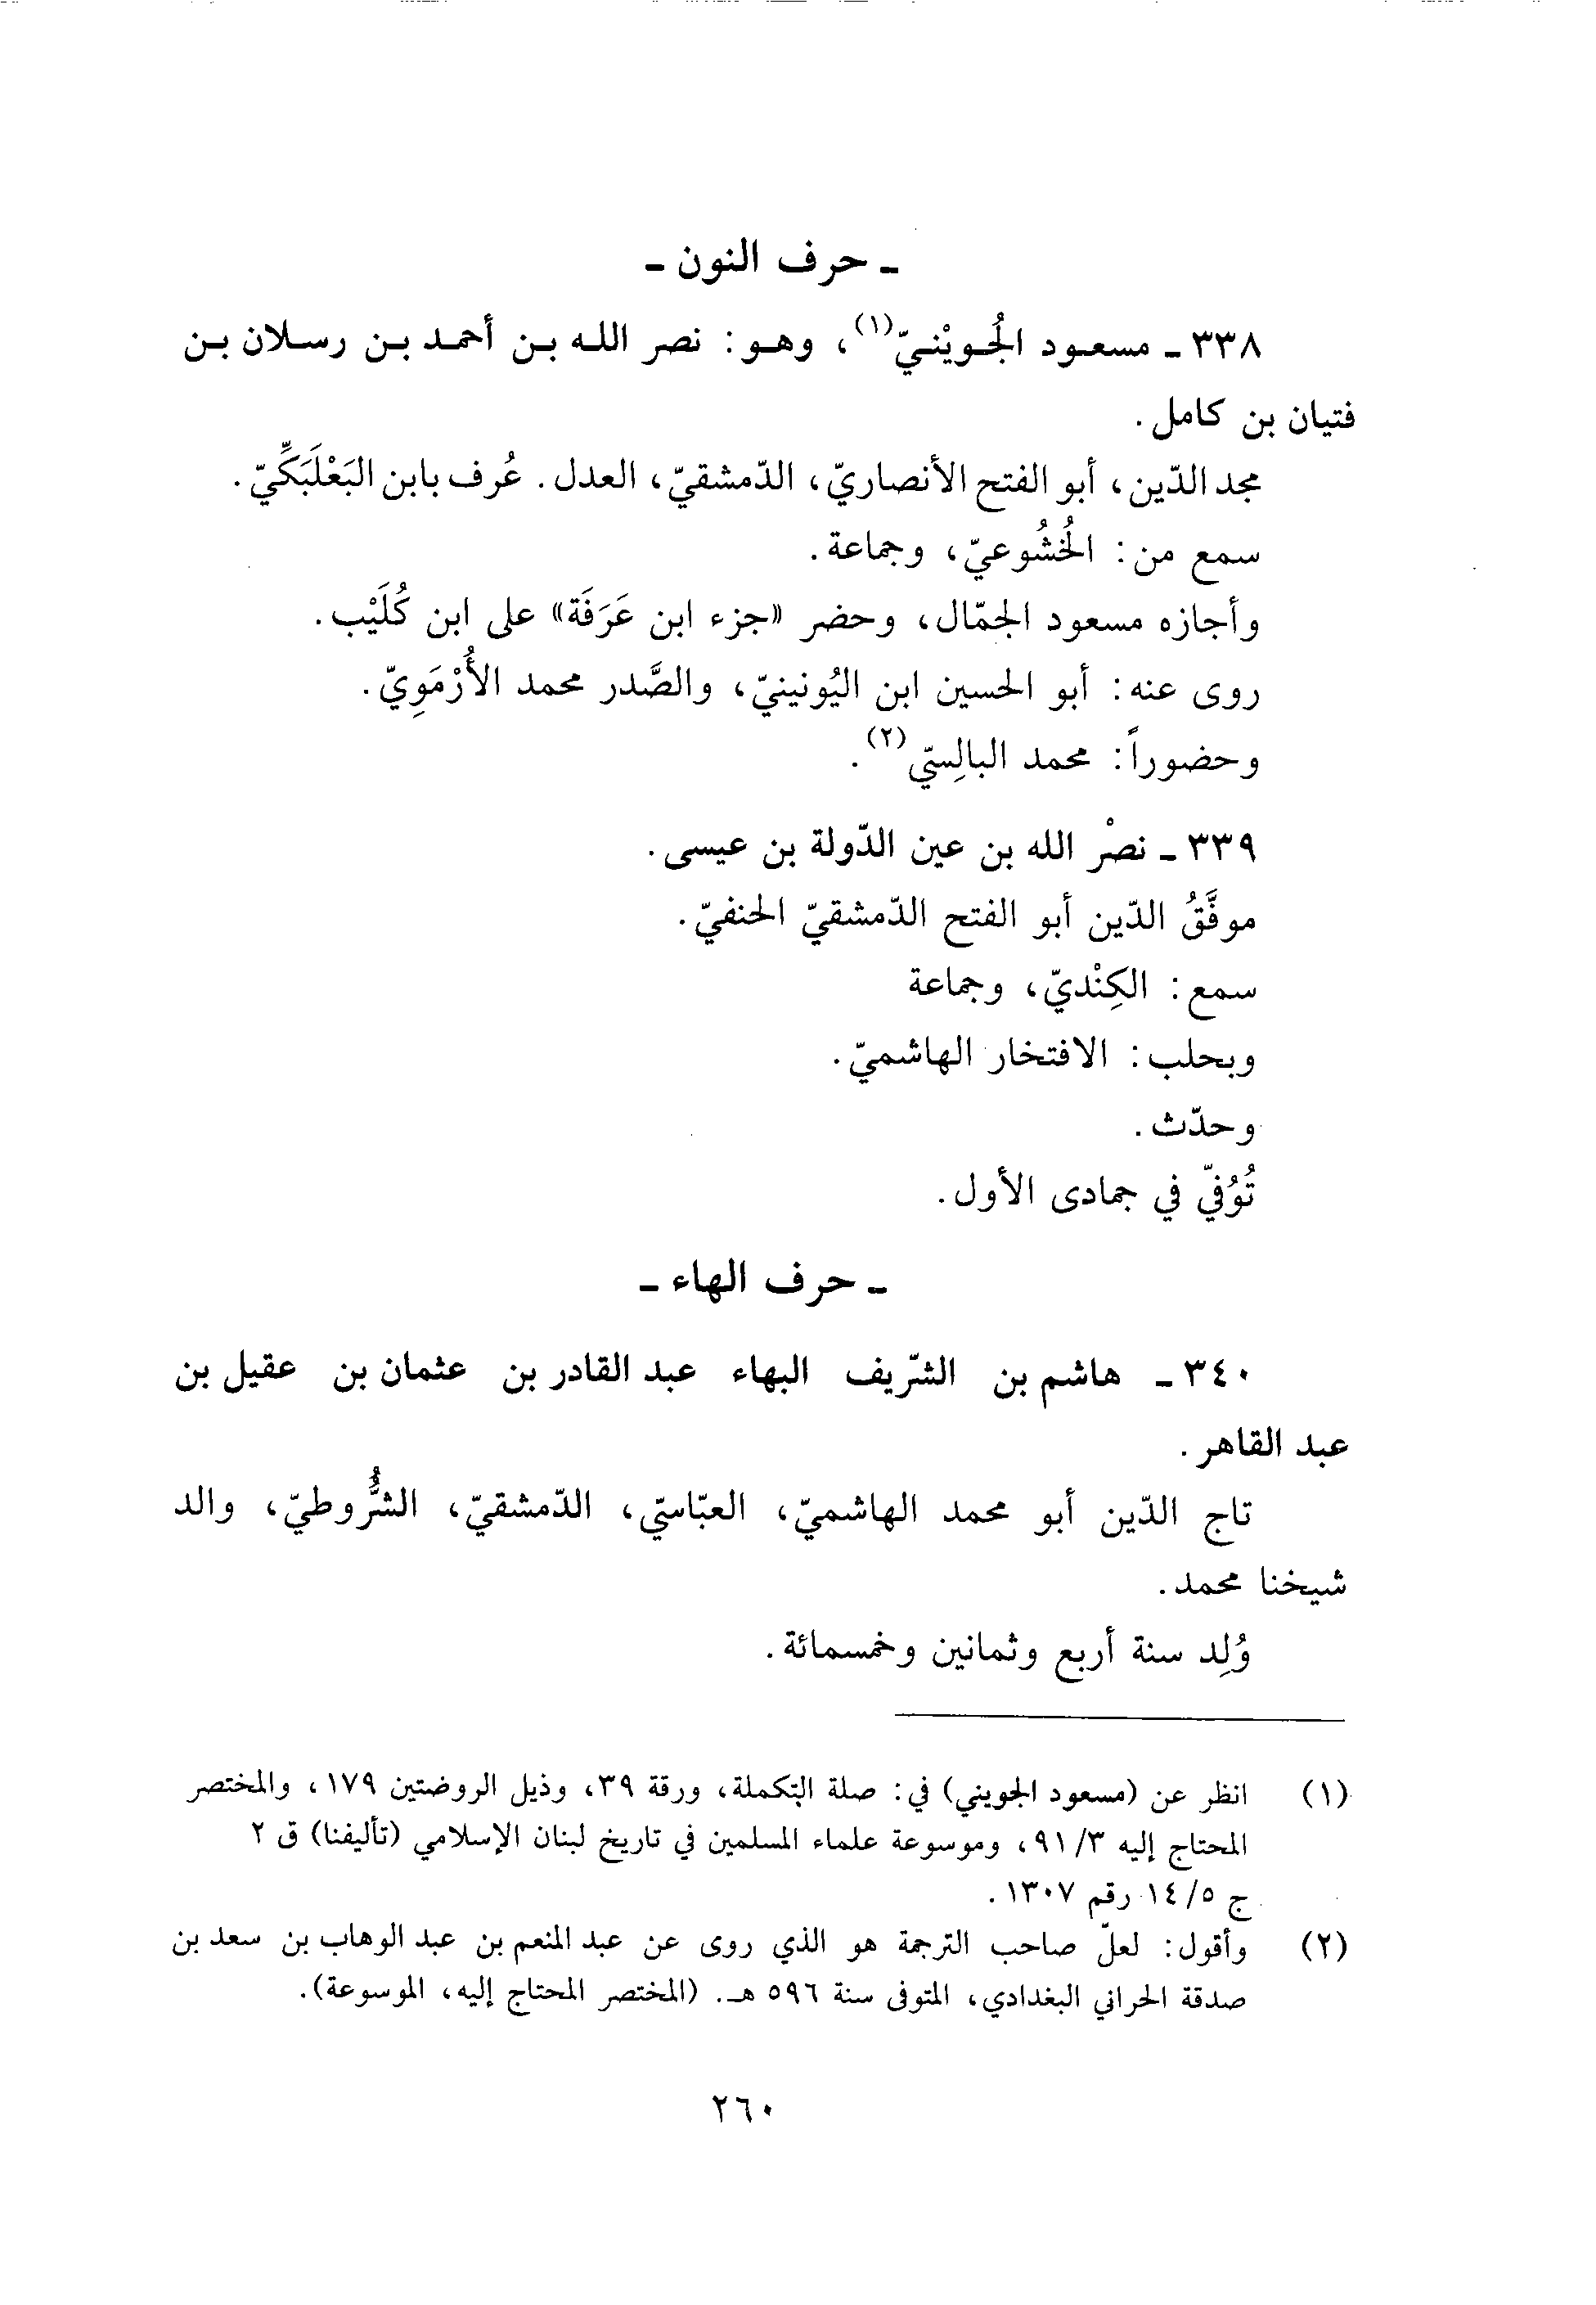 ـ حرف النون ـ
٣٣٨ ـ مسعود الجُويْنيّ(١)، وهو: نصر الله بن أحمد بن رسلان بن
فتيان بن كامل.
مجد الدّين، أبو الفتح الأنصاريّ، الدّمشقيّ، العدل. عُرف بابن البَعْلَبَكِّيّ.
سمع من: الخُشُوعيّ، وجماعة.
وأجازه مسعود الجمّال، وحضر «جزء ابن عَرَفَة» على ابن كُلَيْب.
روى عنه: أبو الحسين ابن اليُونينيّ، والصَّدر محمد الأُرْمَوِيّ.
وحضوراً: محمد البالِسيّ(٢).
٣٣٩ ـ نصْر الله بن عين الدّولة بن عيسى.
موفَّقُ الدّين أبو الفتح الدّمشقيّ الحنفيّ.
سمع: الكِنْديّ، وجماعة
وبحلب: الافتخار الهاشميّ.
وحدّث.
تُوُفيّ في جمادى الأول.
ـ حرف الهاء ـ
٣٤٠ ـ هاشم بن الشّريف البهاء عبد القادر بن عثمان بن عقيل بن
عبد القاهر.
تاج الدّين أبو محمد الهاشميّ، العبّاسيّ، الدّمشقيّ، الشُّروطيّ، والد
شيخنا محمد.
وُلِد سنة أربع وثمانين وخمسمائة.
(١) انظر عن (مسعود الجويني) في: صلة التكملة، ورقة ٣٩، وذيل الروضتين ١٧٩، والمختصر
المحتاج إليه ٩١/٣، وموسوعة علماء المسلمين في تاريخ لبنان الإسلامي (تأليفنا) ق ٢
ج ١٤/٥ رقم ١٣٠٧.
(٢) وأقول: لعلّ صاحب الترجمة هو الذي روى عن عبد المنعم بن عبد الوهاب بن سعد بن
صدقة الحراني البغدادي، المتوفى سنة ٥٩٦ هـ. (المختصر المحتاج إليه، الموسوعة).
٢٦٠